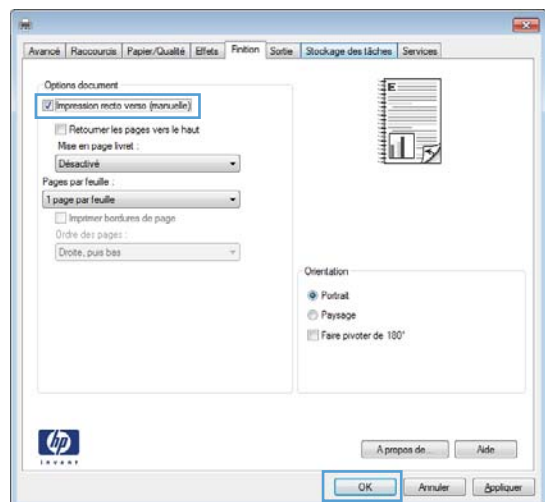 Avancé Raccourcis Papier/Qualité Effets Finition Sortie Stockage des tâches Services
Options document
Impression recto verso (manuelle)
Retourner les pages vers le haut
Mise en page livret :
Désactivé
Pages par feuille :
1 page par feuille
Imprimer bordures de page
Ordre des pages :
Droite, puis bas
E
Orientation
Portrait
Paysage
Faire pivoter de 180°
hp
invent
A propos de... Aide
OK Annuler Appliquer